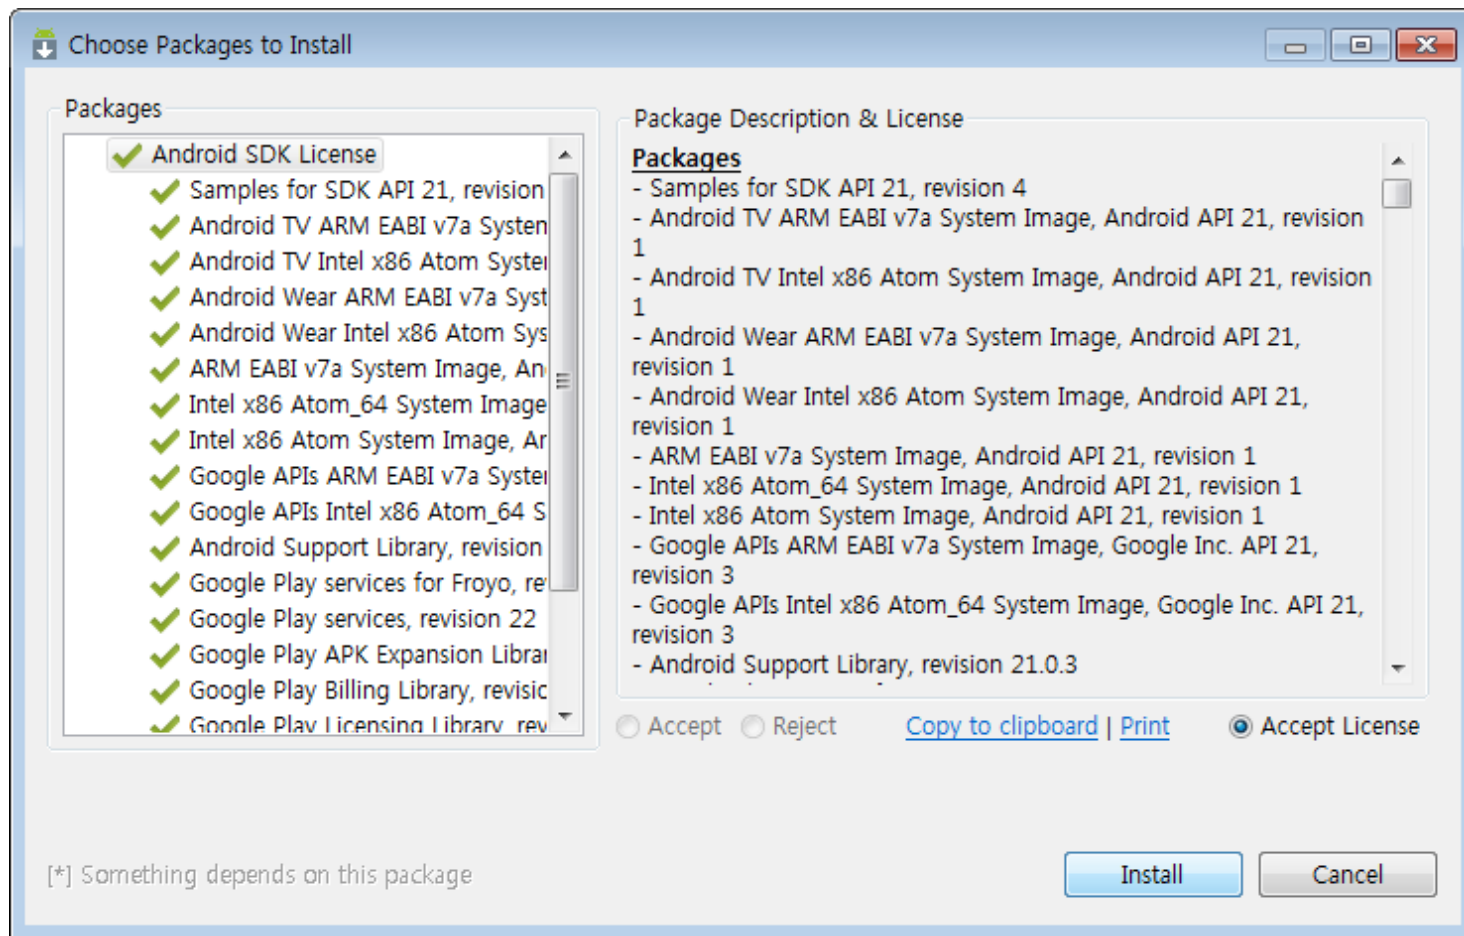 Choose Packages to Install
Packages
Android SDK License
Samples for SDK API 21, revision
Android TV ARM EABI v7a System
Android TV Intel x86 Atom Syste
Android Wear ARM EABI v7a Syst
Android Wear Intel x86 Atom Sys
ARM EABI v7a System Image, An
Intel x86 Atom_64 System Image
Intel x86 Atom System Image, Ar
Google APIs ARM EABI v7a Syste
Google APIs Intel x86 Atom_64 S
Android Support Library, revision
Google Play services for Froyo, re
Google Play services, revision 22
Google Play APK Expansion Librar
Google Play Billing Library, revisic
Google Play Licensing Library, rev
Package Description & License
Packages
- Samples for SDK API 21, revision 4
- Android TV ARM EABI v7a System Image, Android API 21, revision
1
- Android TV Intel x86 Atom System Image, Android API 21, revision
1
- Android Wear ARM EABI v7a System Image, Android API 21,
revision 1
- Android Wear Intel x86 Atom System Image, Android API 21,
revision 1
- ARM EABI v7a System Image, Android API 21, revision 1
- Intel x86 Atom_64 System Image, Android API 21, revision 1
- Intel x86 Atom System Image, Android API 21, revision 1
- Google APIs ARM EABI v7a System Image, Google Inc. API 21,
revision 3
- Google APIs Intel x86 Atom_64 System Image, Google Inc. API 21,
revision 3
- Android Support Library, revision 21.0.3
Accept Reject Copy to clipboard | Print Accept License
[*] Something depends on this package
Install Cancel